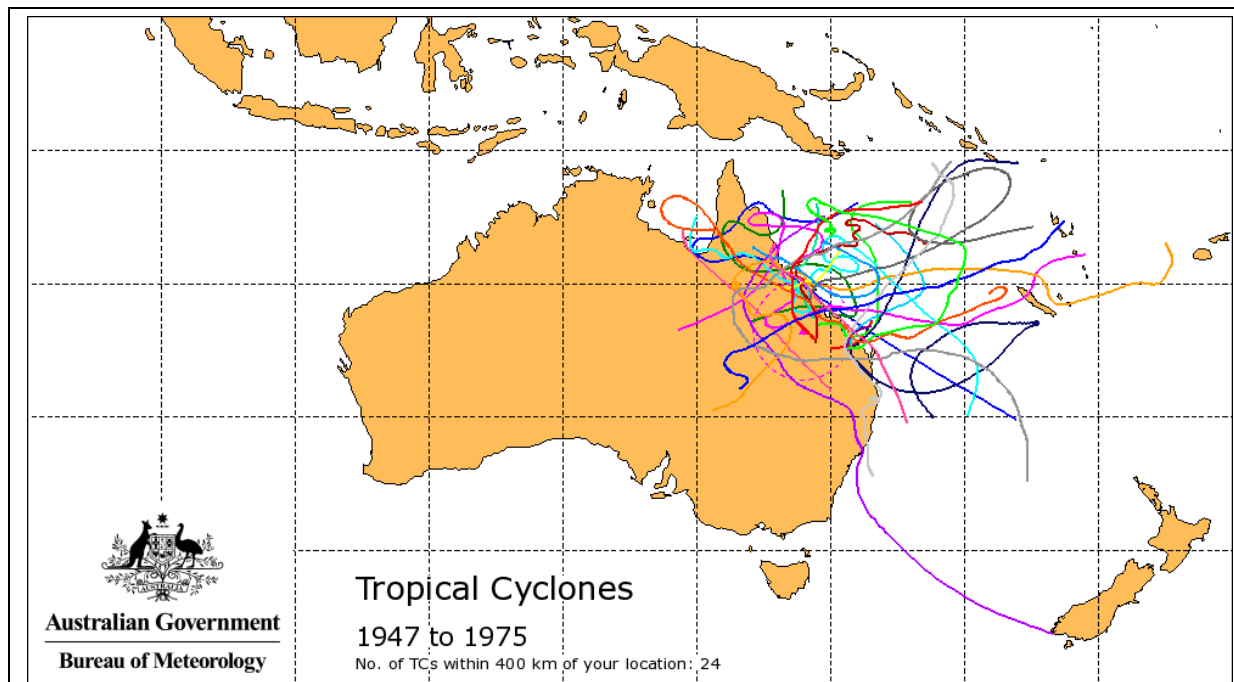 Tropical Cyclones
1947 to 1975
No. of TCs within 400 km of your location: 24
Australian Government
Bureau of Meteorology